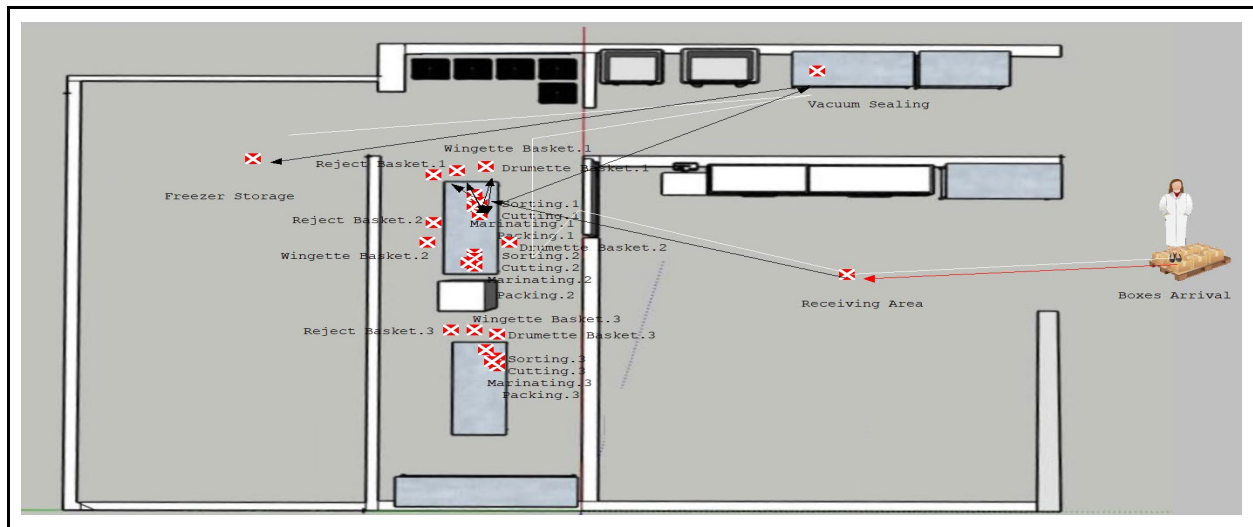 Vacuum Sealing
Wingette Basket.1
Reject Basket.1
Drumette Basket.1
Freezer Storage
Sorting.1
Cutting.1
Reject Basket.2
Marinating.1
Packing.1
Drumette Basket.2
Wingette Basket.2
Sorting.2
Cutting.2
Marinating.2
Packing.2
Boxes Arrival
Receiving Area
Wingette Basket.3
Reject Basket.3
Drumette Basket.3
Sorting.3
Cutting.3
Marinating.3
Packing.3